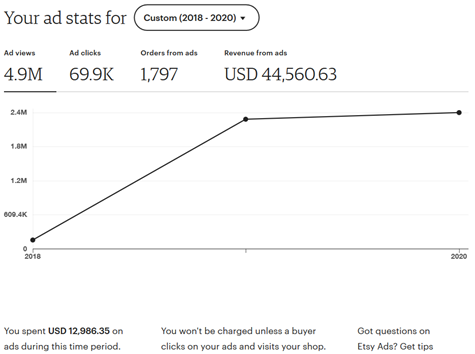 Your ad stats for Custom (2018 - 2020)
Ad views Ad clicks Orders from ads Revenue from ads
4.9M 69.9K 1,797 USD 44,560.63
2.4M
1.8M
1.2M
609.4K
0
2018 2020
You spent USD 12,986.35 on
ads during this time period.
You won't be charged unless a buyer
clicks on your ads and visits your shop.
Got questions on
Etsy Ads? Get tips